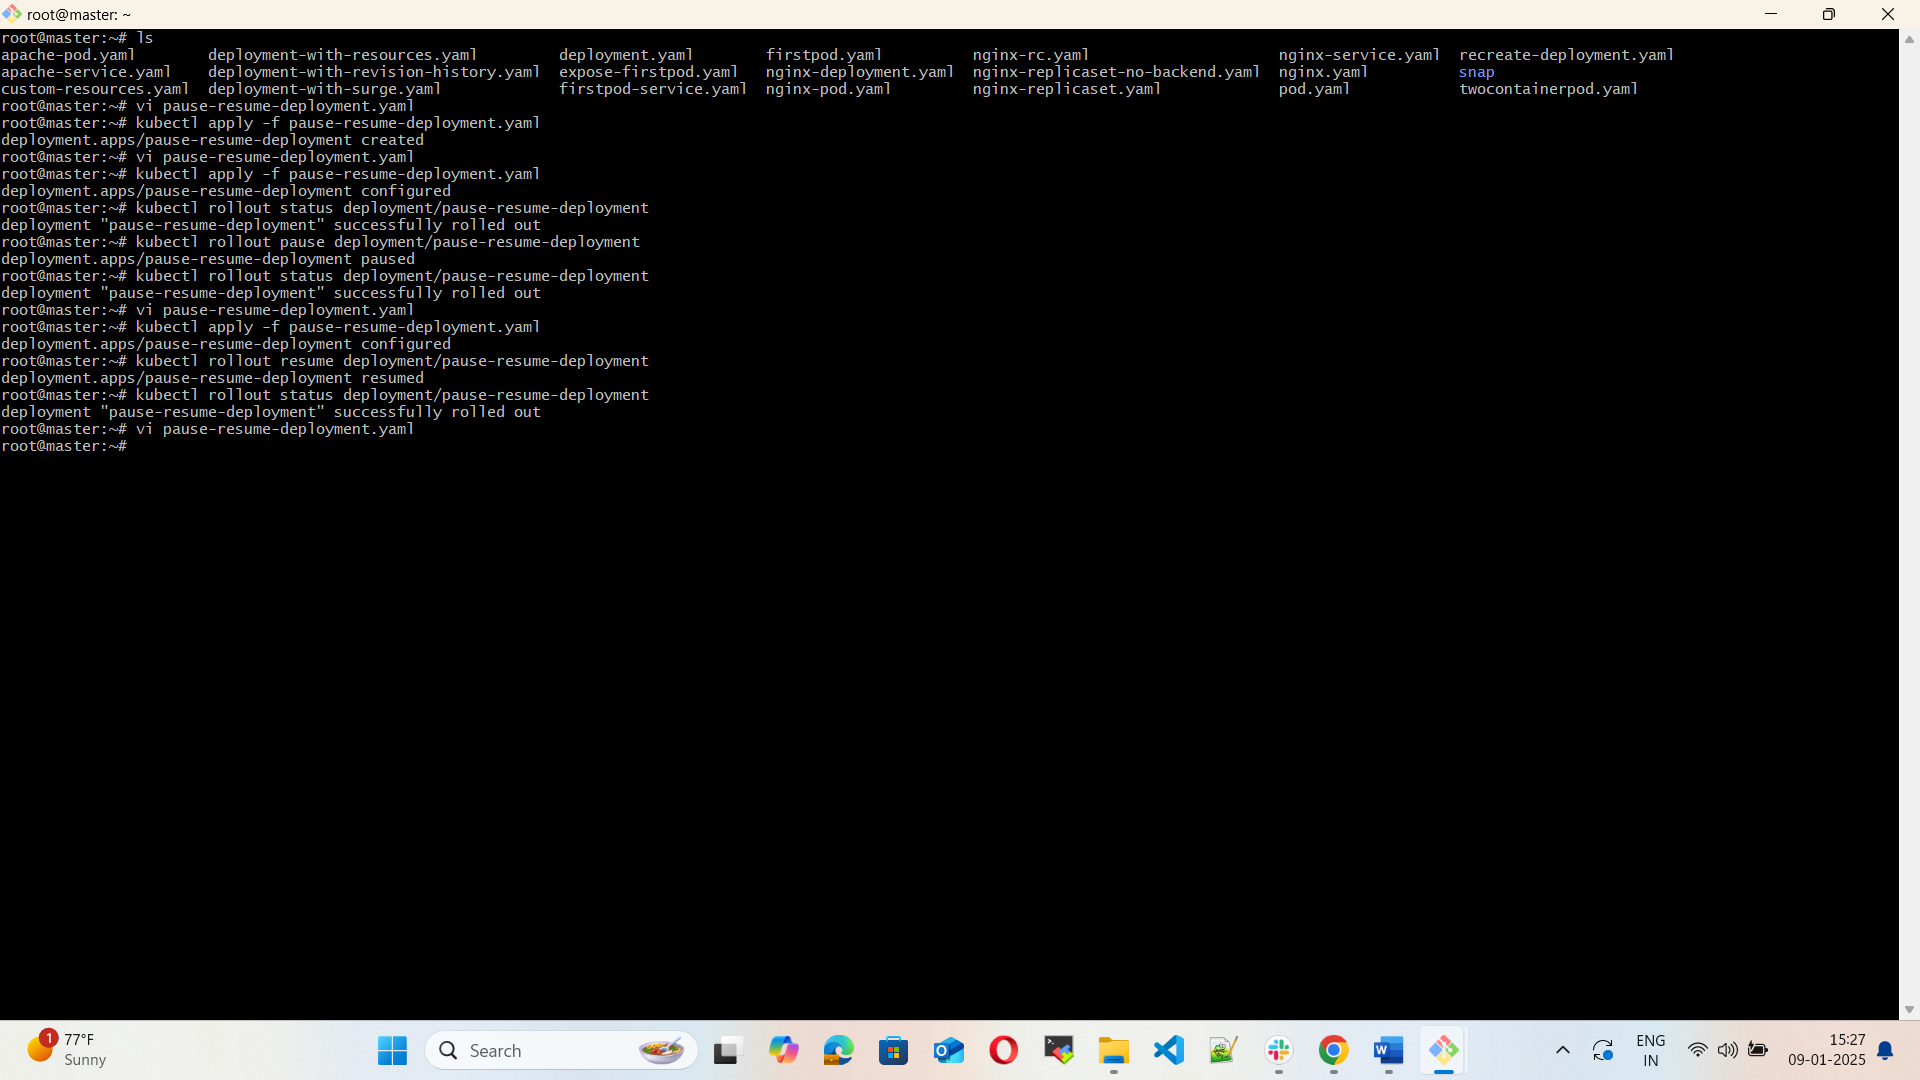 root@master: ~
root@master:~# ls
apache-pod.yaml deployment-with-resources.yaml deployment.yaml firstpod.yaml nginx-rc.yaml nginx-service.yaml recreate-deployment.yaml
apache-service.yaml deployment-with-revision-history.yaml expose-firstpod.yaml nginx-deployment.yaml nginx-replicaset-no-backend.yaml nginx.yaml snap
custom-resources.yaml deployment-with-surge.yaml firstpod-service.yaml nginx-pod.yaml nginx-replicaset.yaml pod.yaml twocontainerpod.yaml
root@master:~# vi pause-resume-deployment.yaml
root@master:~# kubectl apply -f pause-resume-deployment.yaml
deployment.apps/pause-resume-deployment created
root@master:~# vi pause-resume-deployment.yaml
root@master:~# kubectl apply -f pause-resume-deployment.yaml
deployment.apps/pause-resume-deployment configured
root@master:~# kubectl rollout status deployment/pause-resume-deployment
deployment "pause-resume-deployment" successfully rolled out
root@master:~# kubectl rollout pause deployment/pause-resume-deployment
deployment.apps/pause-resume-deployment paused
root@master:~# kubectl rollout status deployment/pause-resume-deployment
deployment "pause-resume-deployment" successfully rolled out
root@master:~# vi pause-resume-deployment.yaml
root@master:~# kubectl apply -f pause-resume-deployment.yaml
deployment.apps/pause-resume-deployment configured
root@master:~# kubectl rollout resume deployment/pause-resume-deployment
deployment.apps/pause-resume-deployment resumed
root@master:~# kubectl rollout status deployment/pause-resume-deployment
deployment "pause-resume-deployment" successfully rolled out
root@master:~# vi pause-resume-deployment.yaml
root@master:~#
1
77°F
Sunny
Search
ENG
IN
15:27
09-01-2025